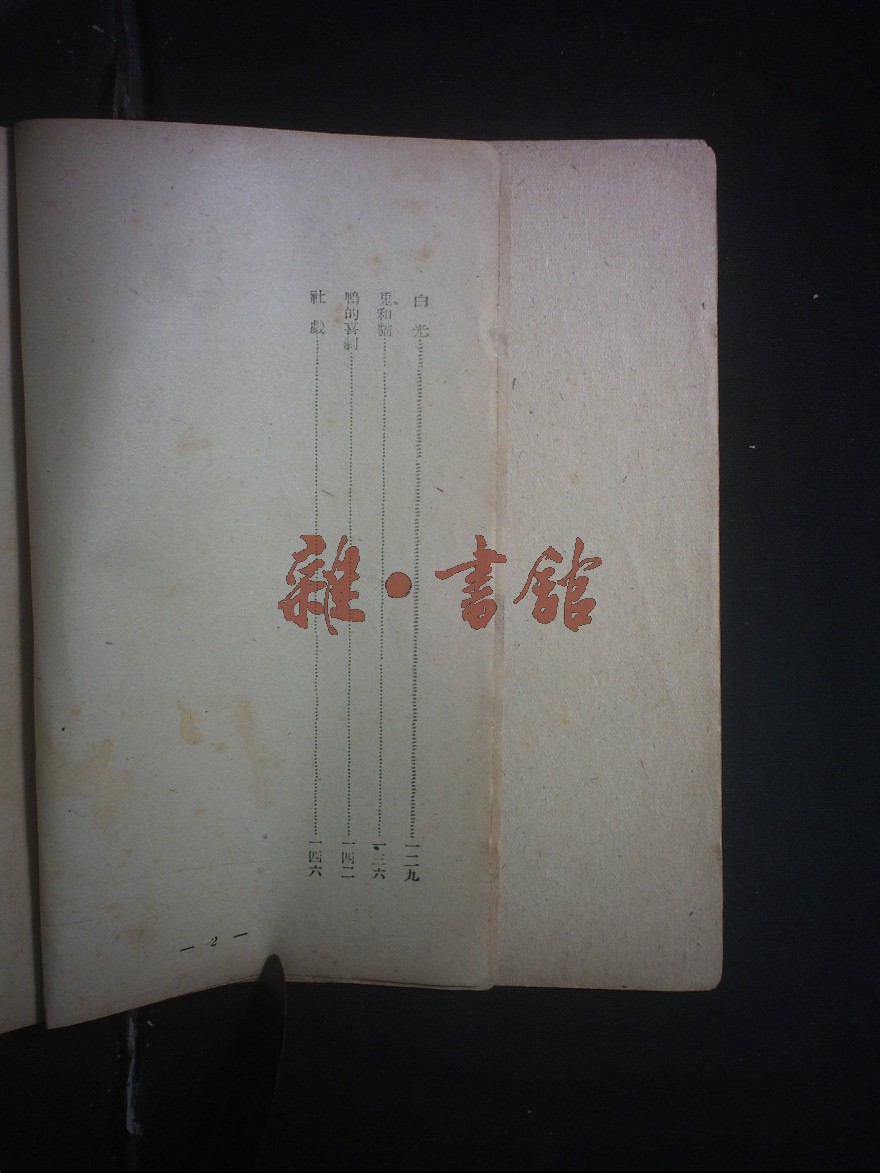 白光……………………一二九
兎和貓……………………一三六
鴨的喜劇……………………一四二
社戲……………………一四六
— 2 —
雜·書館